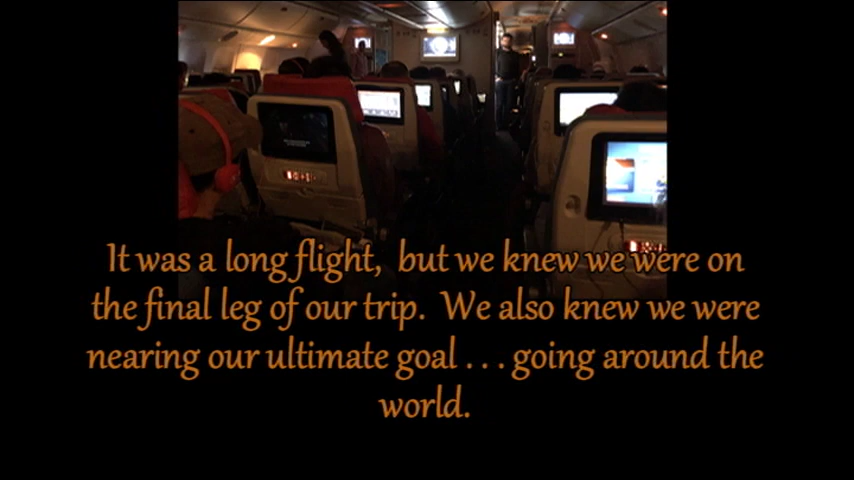 It was a long flight,  but we knew we were on
the final leg of our trip.  We also knew we were
nearing our ultimate goal . . . going around the
world.